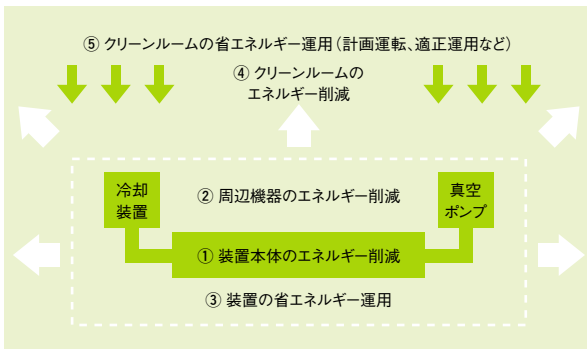 ⑤ クリーンルームの省エネルギー運用（計画運転、適正運用など）
④ クリーンルームの
エネルギー削減
冷却
装置
② 周辺機器のエネルギー削減
真空
ポンプ
① 装置本体のエネルギー削減
③ 装置の省エネルギー運用